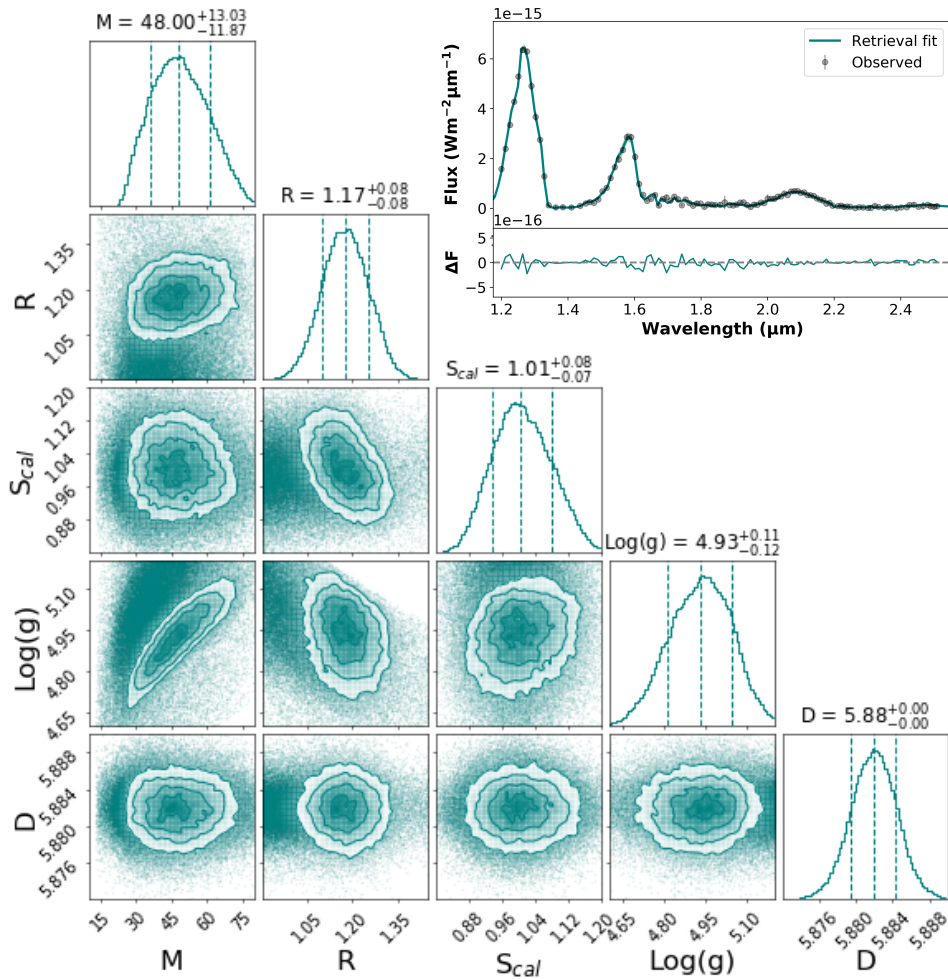 M = 48.00 +13.03 −11.87
1e−15
Flux (Wm−2μm−1)
6
4
2
0
Retrieval fit
Observed
R = 1.17 +0.08 −0.08
1e−16
ΔF
5
0
−5
1.2 1.4 1.6 1.8 2.0 2.2 2.4
Wavelength (μm)
R
1.35
1.20
1.05
Scal = 1.01 +0.08 −0.07
Scal
1.20
1.12
1.04
0.96
0.88
Log(g) = 4.93 +0.11 −0.12
Log(g)
5.10
4.95
4.80
4.65
D = 5.88 +0.00 −0.00
D
5.888
5.884
5.880
5.876
15 30 45 60 75
1.05 1.20 1.35
0.88 0.96 1.04 1.12 1.20
4.65 4.80 4.95 5.10
5.876 5.880 5.884 5.888
M R Scal Log(g) D